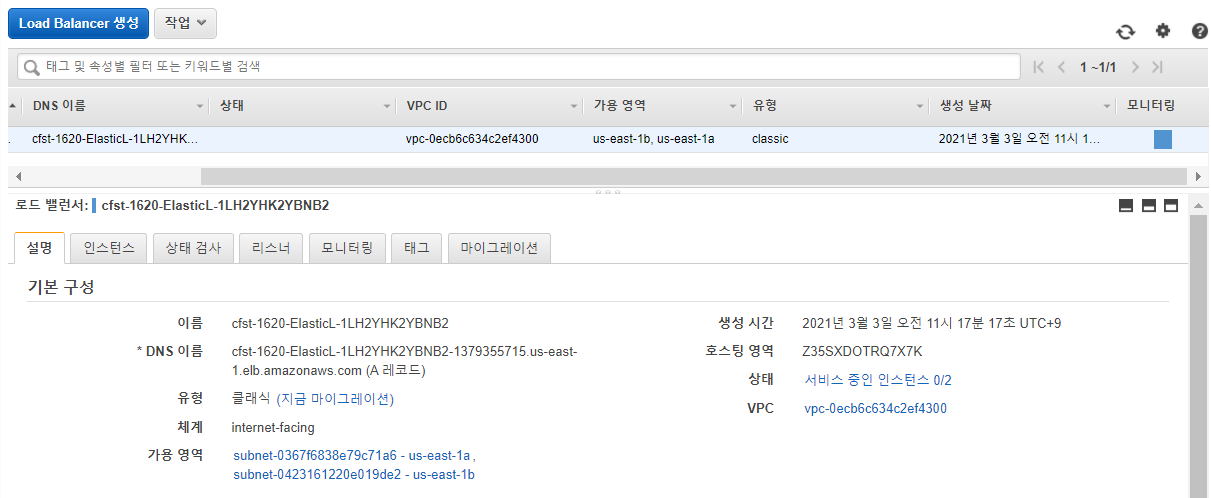 Load Balancer 생성 작업
태그 및 속성별 필터 또는 키워드별 검색 1 ~1/1
DNS 이름 상태 VPC ID 가용 영역 유형 생성 날짜 모니터링
cfst-1620-ElasticL-1LH2YHK... vpc-0ecb6c634c2ef4300 us-east-1b, us-east-1a classic 2021년 3월 3일 오전 11시 1...
로드 밸런서: cfst-1620-ElasticL-1LH2YHK2YBNB2
설명 인스턴스 상태 검사 리스너 모니터링 태그 마이그레이션
기본 구성
이름 cfst-1620-ElasticL-1LH2YHK2YBNB2 생성 시간 2021년 3월 3일 오전 11시 17분 17초 UTC+9
* DNS 이름 cfst-1620-ElasticL-1LH2YHK2YBNB2-1379355715.us-east- 호스팅 영역 Z35SXDOTRQ7X7K
1.elb.amazonaws.com (A 레코드)
상태 서비스 중인 인스턴스 0/2
유형 클래식 (지금 마이그레이션)
VPC vpc-0ecb6c634c2ef4300
체계 internet-facing
가용 영역 subnet-0367f6838e79c71a6 - us-east-1a,
subnet-0423161220e019de2 - us-east-1b